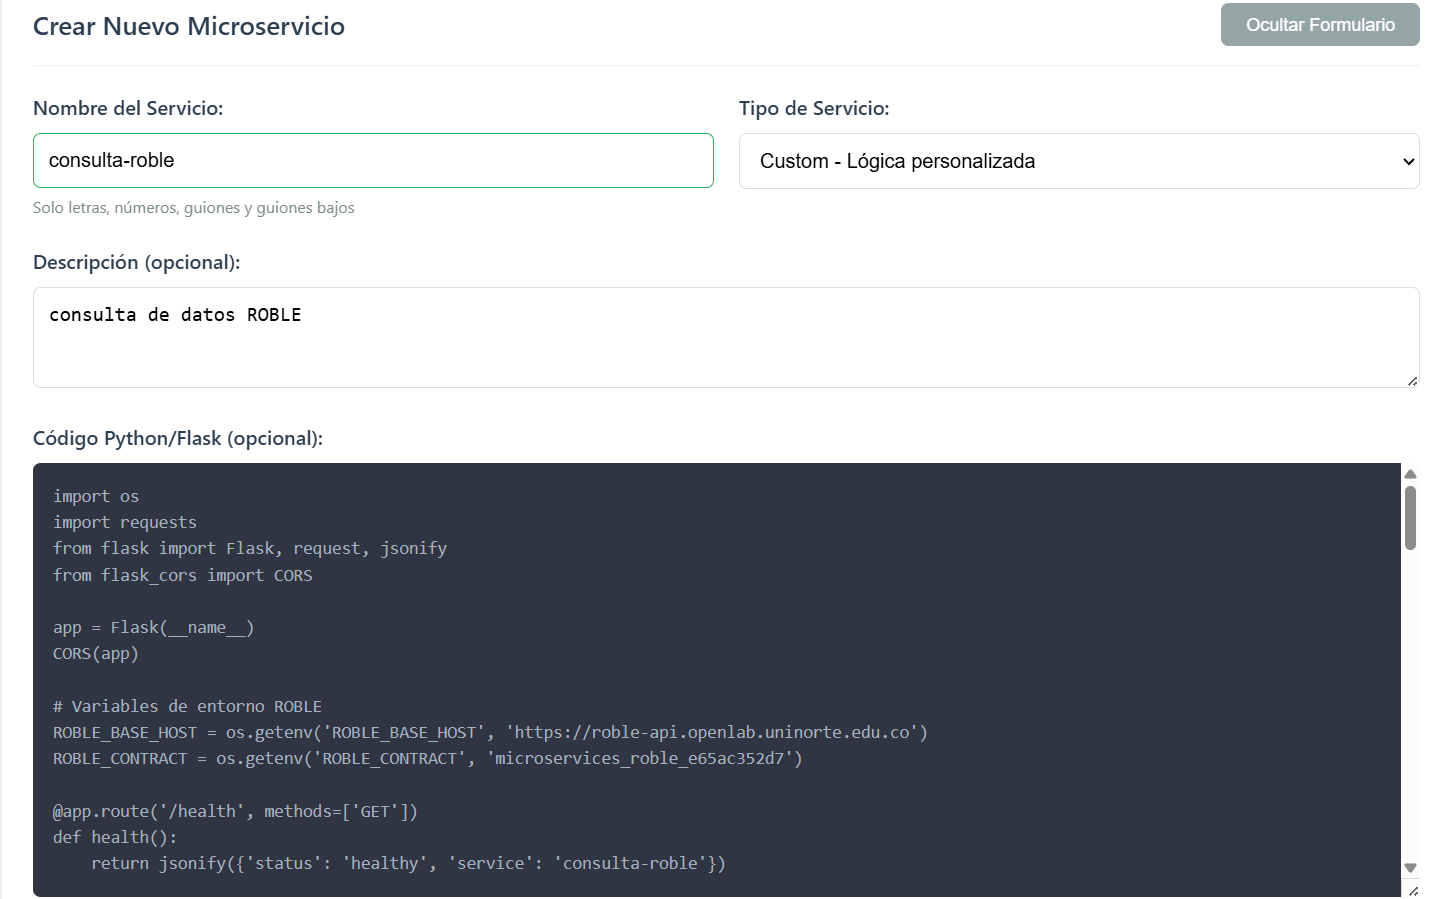 Crear Nuevo Microservicio
Ocultar Formulario
Nombre del Servicio:
Tipo de Servicio:
consulta-roble
Custom - Lógica personalizada
Solo letras, números, guiones y guiones bajos
Descripción (opcional):
consulta de datos ROBLE
Código Python/Flask (opcional):
import os
import requests
from flask import Flask, request, jsonify
from flask_cors import CORS
app = Flask(__name__)
CORS(app)
# Variables de entorno ROBLE
ROBLE_BASE_HOST = os.getenv('ROBLE_BASE_HOST', 'https://roble-api.openlab.uninorte.edu.co')
ROBLE_CONTRACT = os.getenv('ROBLE_CONTRACT', 'microservices_roble_e65ac352d7')
@app.route('/health', methods=['GET'])
def health():
    return jsonify({'status': 'healthy', 'service': 'consulta-roble'})